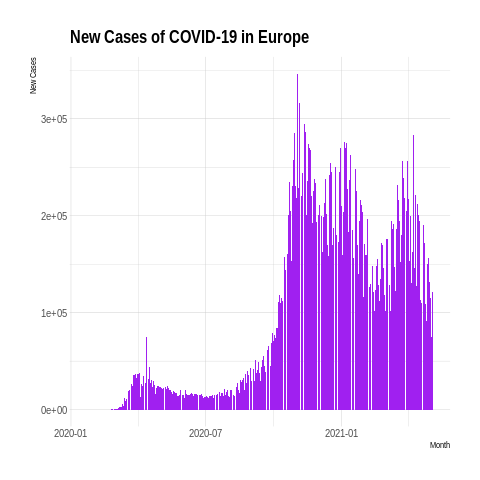 New Cases of COVID-19 in Europe
New Cases
3e+05
2e+05
1e+05
0e+00
2020-01
2020-07
2021-01
Month